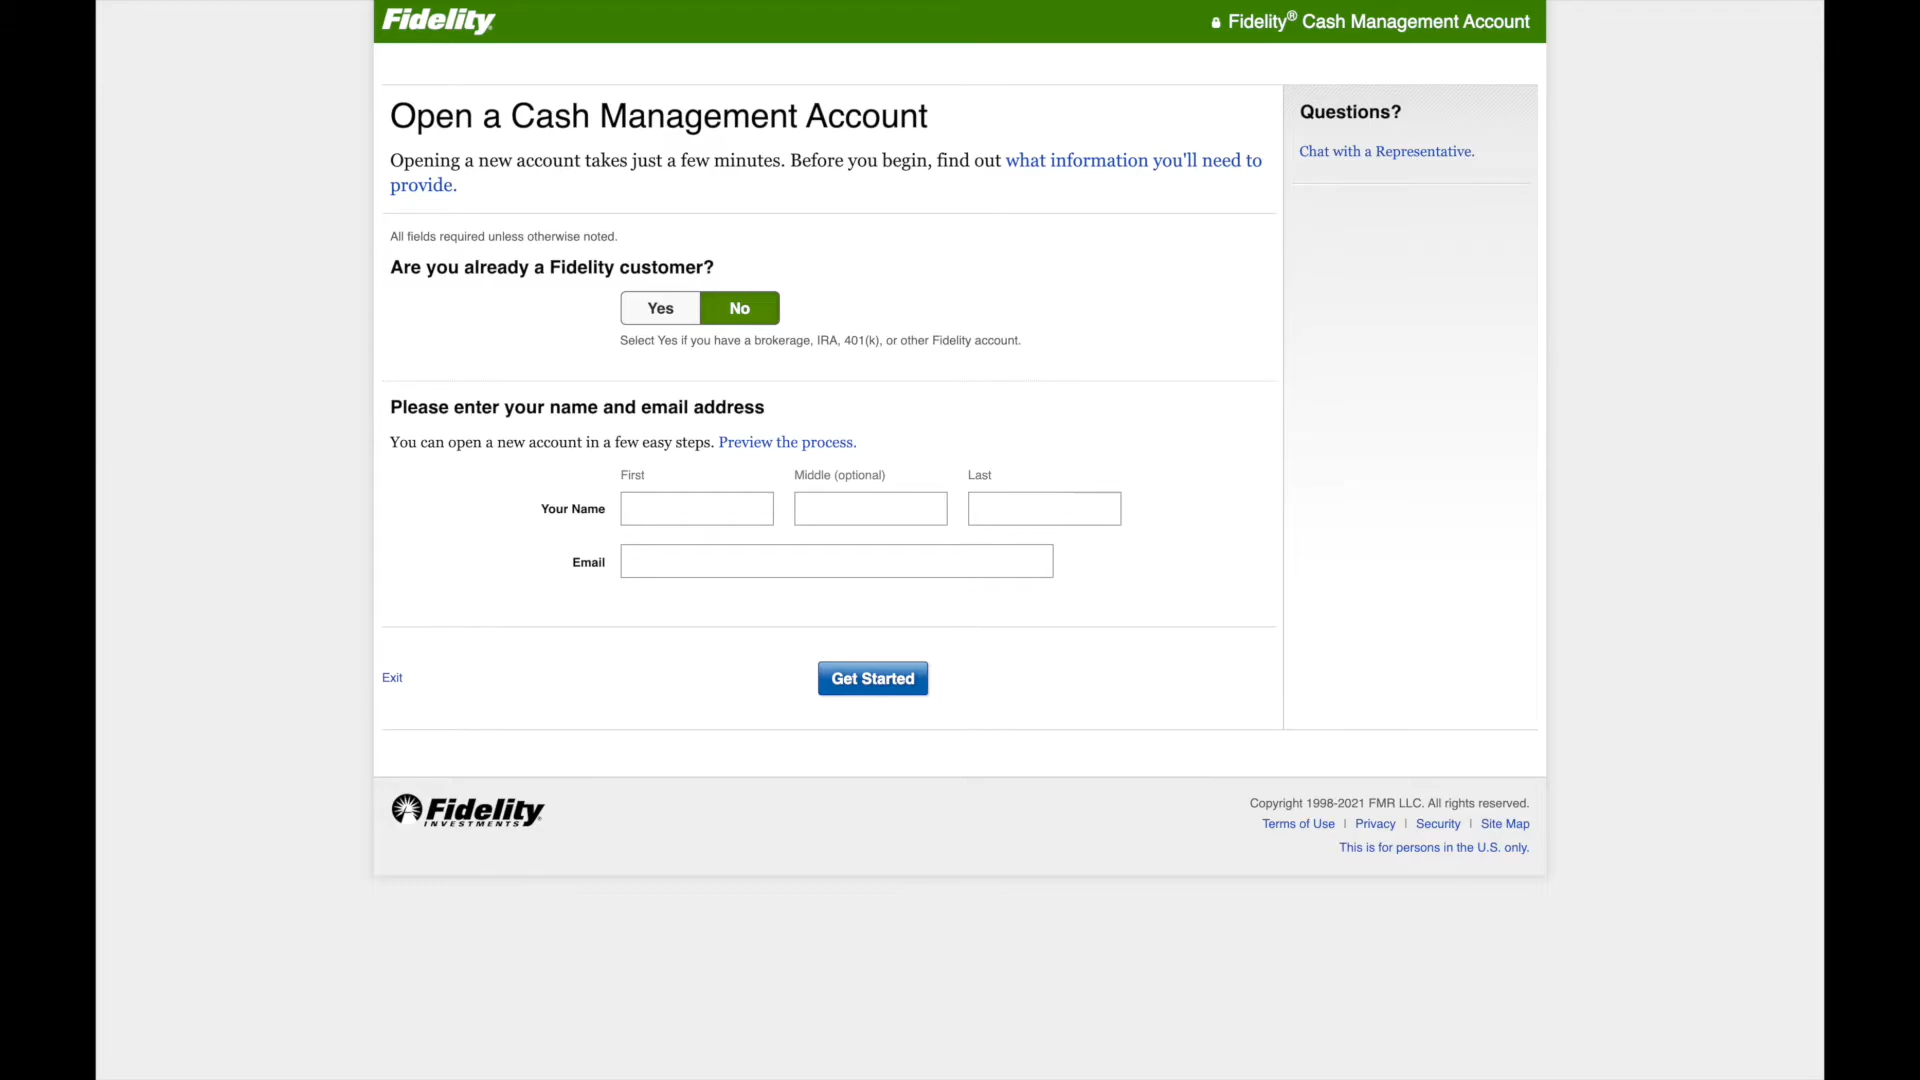 Fidelity
Fidelity® Cash Management Account
Open a Cash Management Account
Opening a new account takes just a few minutes. Before you begin, find out what information you'll need to
provide.
Questions?
Chat with a Representative.
All fields required unless otherwise noted.
Are you already a Fidelity customer?
Yes
No
Select Yes if you have a brokerage, IRA, 401(k), or other Fidelity account.
Please enter your name and email address
You can open a new account in a few easy steps. Preview the process.
First
Middle (optional)
Last
Your Name
Email
Exit
Get Started
Fidelity
INVESTMENTS
Copyright 1998-2021 FMR LLC. All rights reserved.
Terms of Use | Privacy | Security | Site Map
This is for persons in the U.S. only.